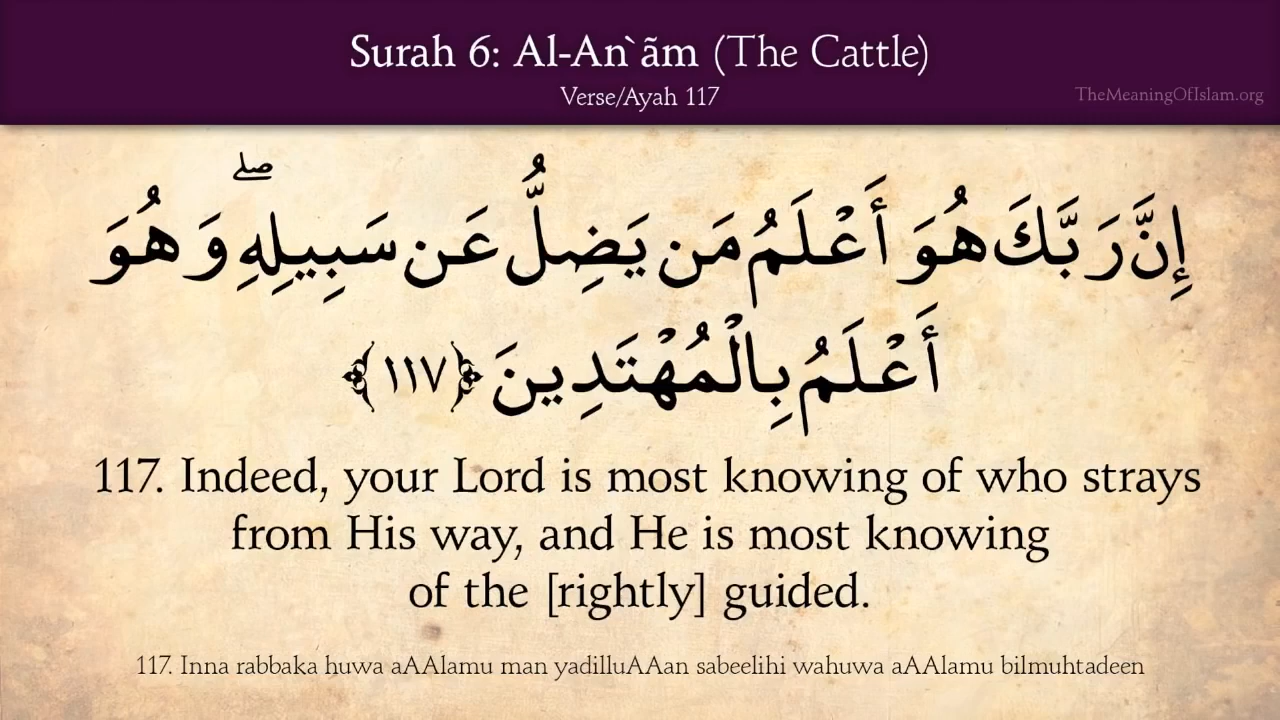 Surah 6: Al-An`ãm (The Cattle)
Verse/Ayah 117
TheMeaningOfIslam.org
إِنَّ رَبَّكَ هُوَ أَعْلَمُ مَن يَضِلُّ عَن سَبِيلِهِ ۖ وَهُوَ
أَعْلَمُ بِالْمُهْتَدِينَ ﴿١١٧﴾
117. Indeed, your Lord is most knowing of who strays
from His way, and He is most knowing
of the [rightly] guided.
117. Inna rabbaka huwa aAAlamu man yadilluAAan sabeelihi wahuwa aAAlamu bilmuhtadeen